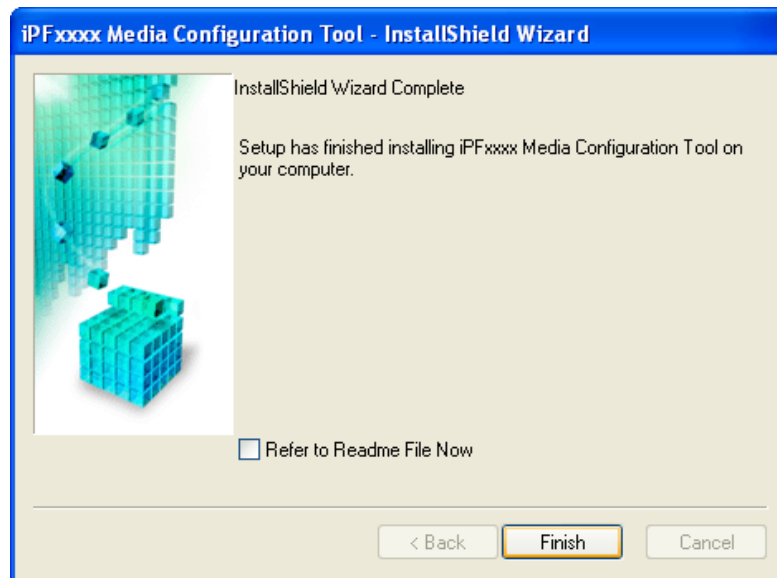 iPFxxxx Media Configuration Tool - InstallShield Wizard
InstallShield Wizard Complete
Setup has finished installing iPFxxxx Media Configuration Tool on
your computer.
Refer to Readme File Now
< Back Finish Cancel